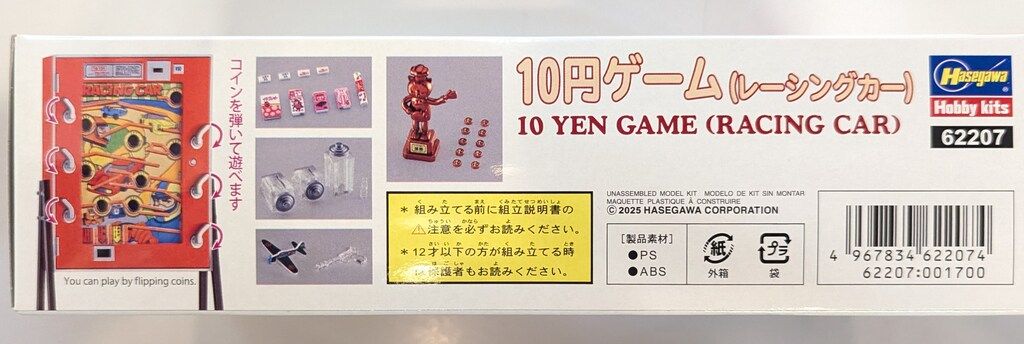 RACING CAR
コインを弾いて遊べます
You can play by flipping coins.
10円ゲーム(レーシングカー)
10 YEN GAME (RACING CAR)
Hasegawa
Hobby kits
62207
*組み立てる前に組立説明書の
⚠注意を必ずお読みください。
*12才以下の方が組み立てる時
は保護者もお読みください。
UNASSEMBLED MODEL KIT MODELO DE KIT SIN MONTAR
MAQUETTE PLASTIQUE À CONSTRUIRE
© 2025 HASEGAWA CORPORATION
[製品素材]
●PS
●ABS
紙
外箱
プラ
袋
4 967834 622074
62207:001700